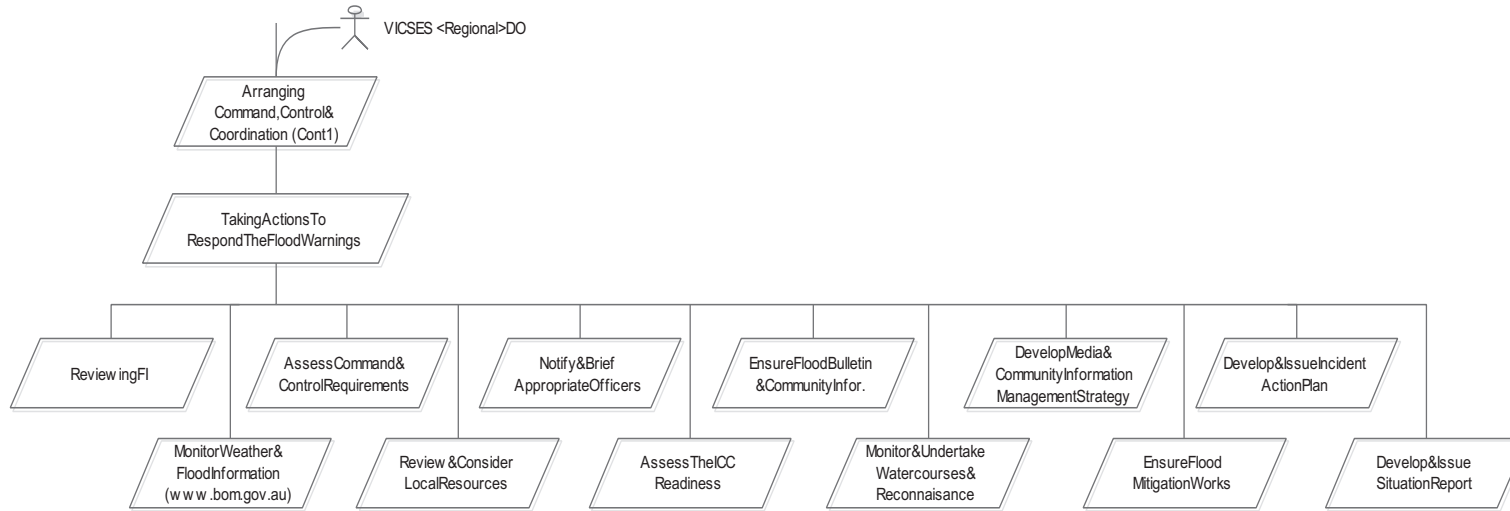 VICSES <Regional>DO
Arranging
Command,Control&
Coordination (Cont1)
TakingActionsTo
RespondTheFloodWarnings
ReviewingFI
AssessCommand&
ControlRequirements
Notify&Brief
AppropriateOfficers
EnsureFloodBulletin
&CommunityInfor.
DevelopMedia&
CommunityInformation
ManagementStrategy
Develop&IssueIncident
ActionPlan
MonitorWeather&
FloodInformation
(www.bom.gov.au)
Review&Consider
LocalResources
AssessTheICC
Readiness
Monitor&Undertake
Watercourses&
Reconnaisance
EnsureFlood
MitigationWorks
Develop&Issue
SituationReport